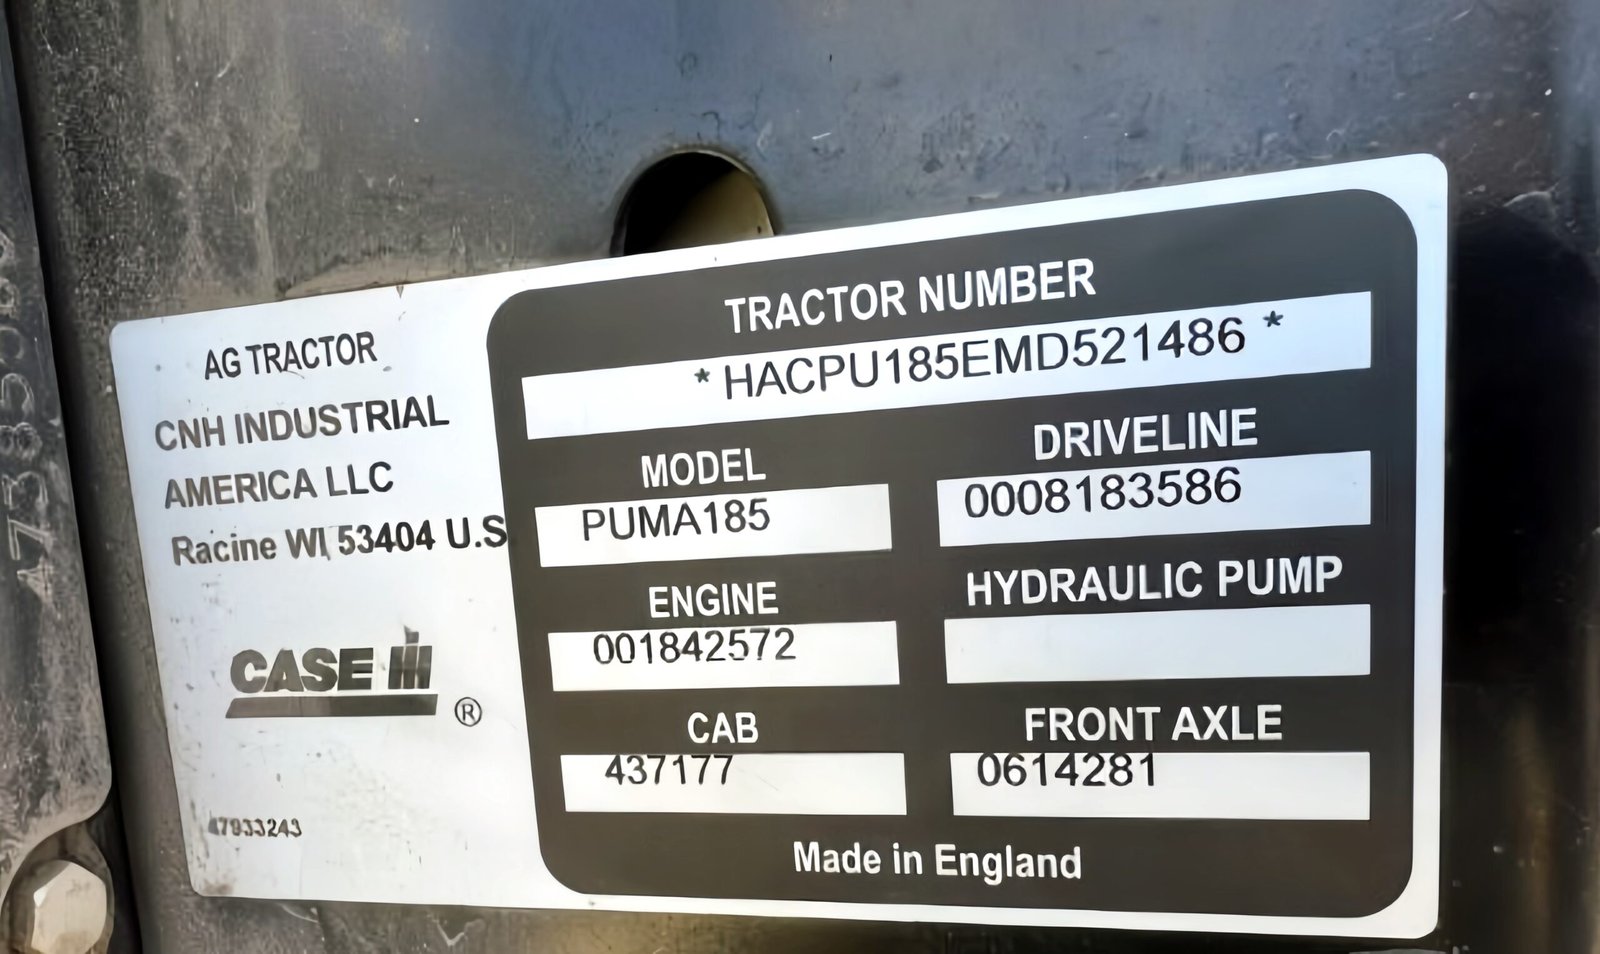 AG TRACTOR
CNH INDUSTRIAL
AMERICA LLC
Racine WI, 53404 U.S
CASE IH
®
47933243
TRACTOR NUMBER
* HACPU185EMD521486 *
MODEL
PUMA185
DRIVELINE
0008183586
ENGINE
001842572
HYDRAULIC PUMP
CAB
437177
FRONT AXLE
0614281
Made in England